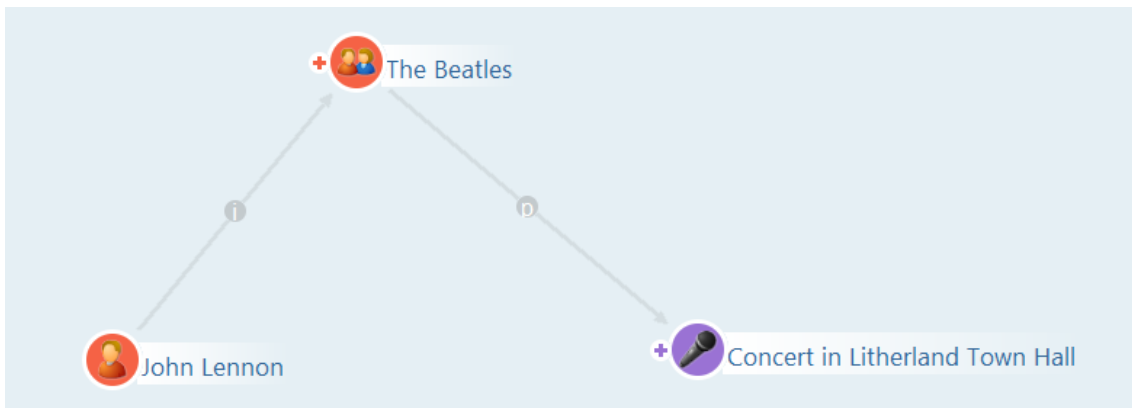 The Beatles
j
p
John Lennon
Concert in Litherland Town Hall